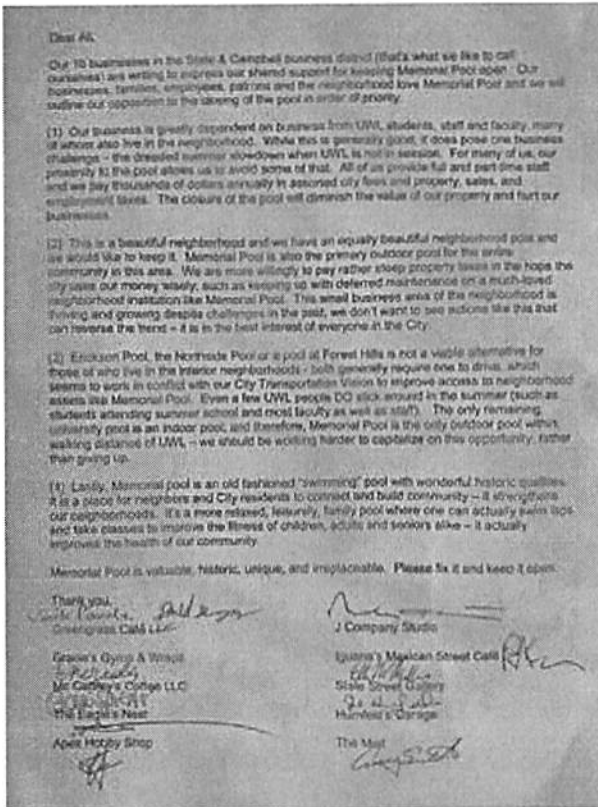 Dear All,
Our 10 businesses in the State & Campbell business district (that's what we like to call
ourselves) are writing to express our shared support for keeping Memorial Pool open. Our
businesses, families, employees, patrons and the neighborhood love Memorial Pool and we will
outline our opposition to the closing of the pool in order of priority.
(1) Our business is greatly dependent on business from UWL students, staff and faculty, many
of whom also live in the neighborhood. While this is generally good, it does pose one business
challenge – the dreaded summer slowdown when UWL is not in session. For many of us, our
proximity to the pool allows us to avoid some of that. All of us provide full and part time staff
and we pay thousands of dollars annually in assorted city fees and property, sales, and
employment taxes. The closure of the pool will diminish the value of our property and hurt our
businesses.
(2) This is a beautiful neighborhood and we have an equally beautiful neighborhood pool and
we would like to keep it. Memorial Pool is also the primary outdoor pool for the entire
community in this area. We are more willingly to pay rather steep property taxes in the hope the
city uses our money wisely, such as keeping up with deferred maintenance on a much-loved
neighborhood institution like Memorial Pool. This small business area of the neighborhood is
thriving and growing despite challenges in the past, we don't want to see actions like this that
can reverse the trend – it is in the best interest of everyone in the City.
Erickson Pool, the Northside Pool or a pool at Forest Hills is not a viable alternative for
those of who live in the interior neighborhoods - both generally require one to drive, which
seems to work in conflict with our City Transportation Vision to improve access to neighborhood
assets like Memorial Pool. Even a few UWL people DO stick around in the summer (such as
students attending summer school and most faculty as well as staff). The only remaining
university pool is an indoor pool, and therefore, Memorial Pool is the only outdoor pool within
walking distance of UWL – we should be working harder to capitalize on this opportunity, rather
than giving up.
(4) Lastly, Memorial pool is an old fashioned "swimming" pool with wonderful historic qualities.
It is a place for neighbors and City residents to connect and build community – it strengthens
our neighborhoods. It's a more relaxed, leisurely, family pool where one can actually swim laps
and take classes to improve the fitness of children, adults and seniors alike – it actually
improves the health of our community.
Memorial Pool is valuable, historic, unique, and irreplaceable. Please fix it and keep it open.
Thank you,
Greengrass Café LLC
J Company Studio
Gracie's Gyros & Wraps
Iguana's Mexican Street Café
Mc Caffrey's Coffee LLC
State Street Gallery
The Eagle's Nest
Humfeld's Garage
Apex Hobby Shop
The Mint